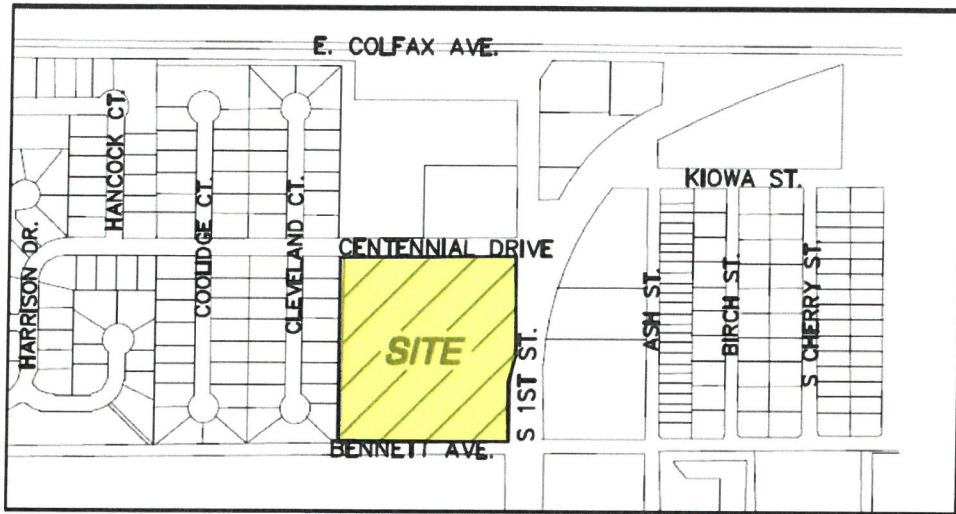 E. COLFAX AVE.
HANCOCK CT.
KIOWA ST.
HARRISON DR.
COOLIDGE CT.
CLEVELAND CT.
CENTENNIAL DRIVE
SITE
S 1ST ST.
ASH ST.
BIRCH ST.
S CHERRY ST.
BENNETT AVE.